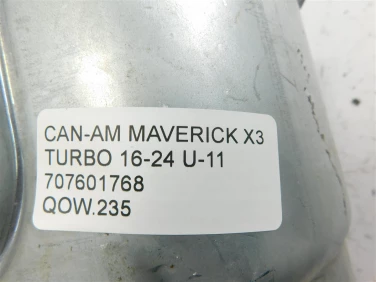 CAN-AM MAVERICK X3
TURBO 16-24 U-11
707601768
QOW.235